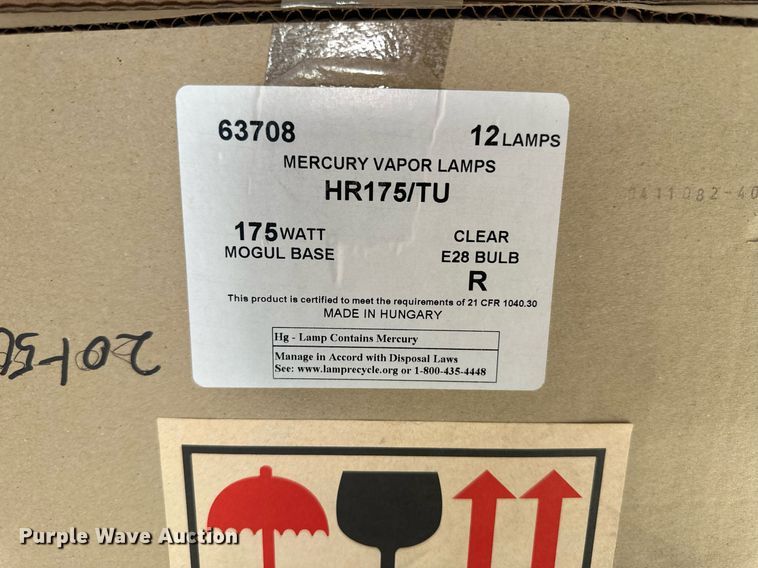 63708 12 LAMPS
MERCURY VAPOR LAMPS
HR175/TU
175 WATT CLEAR
MOGUL BASE E28 BULB
R
This product is certified to meet the requirements of 21 CFR 1040.30
MADE IN HUNGARY
Hg - Lamp Contains Mercury
Manage in Accord with Disposal Laws
See: www.lamprecycle.org or 1-800-435-4448
Purple Wave Auction